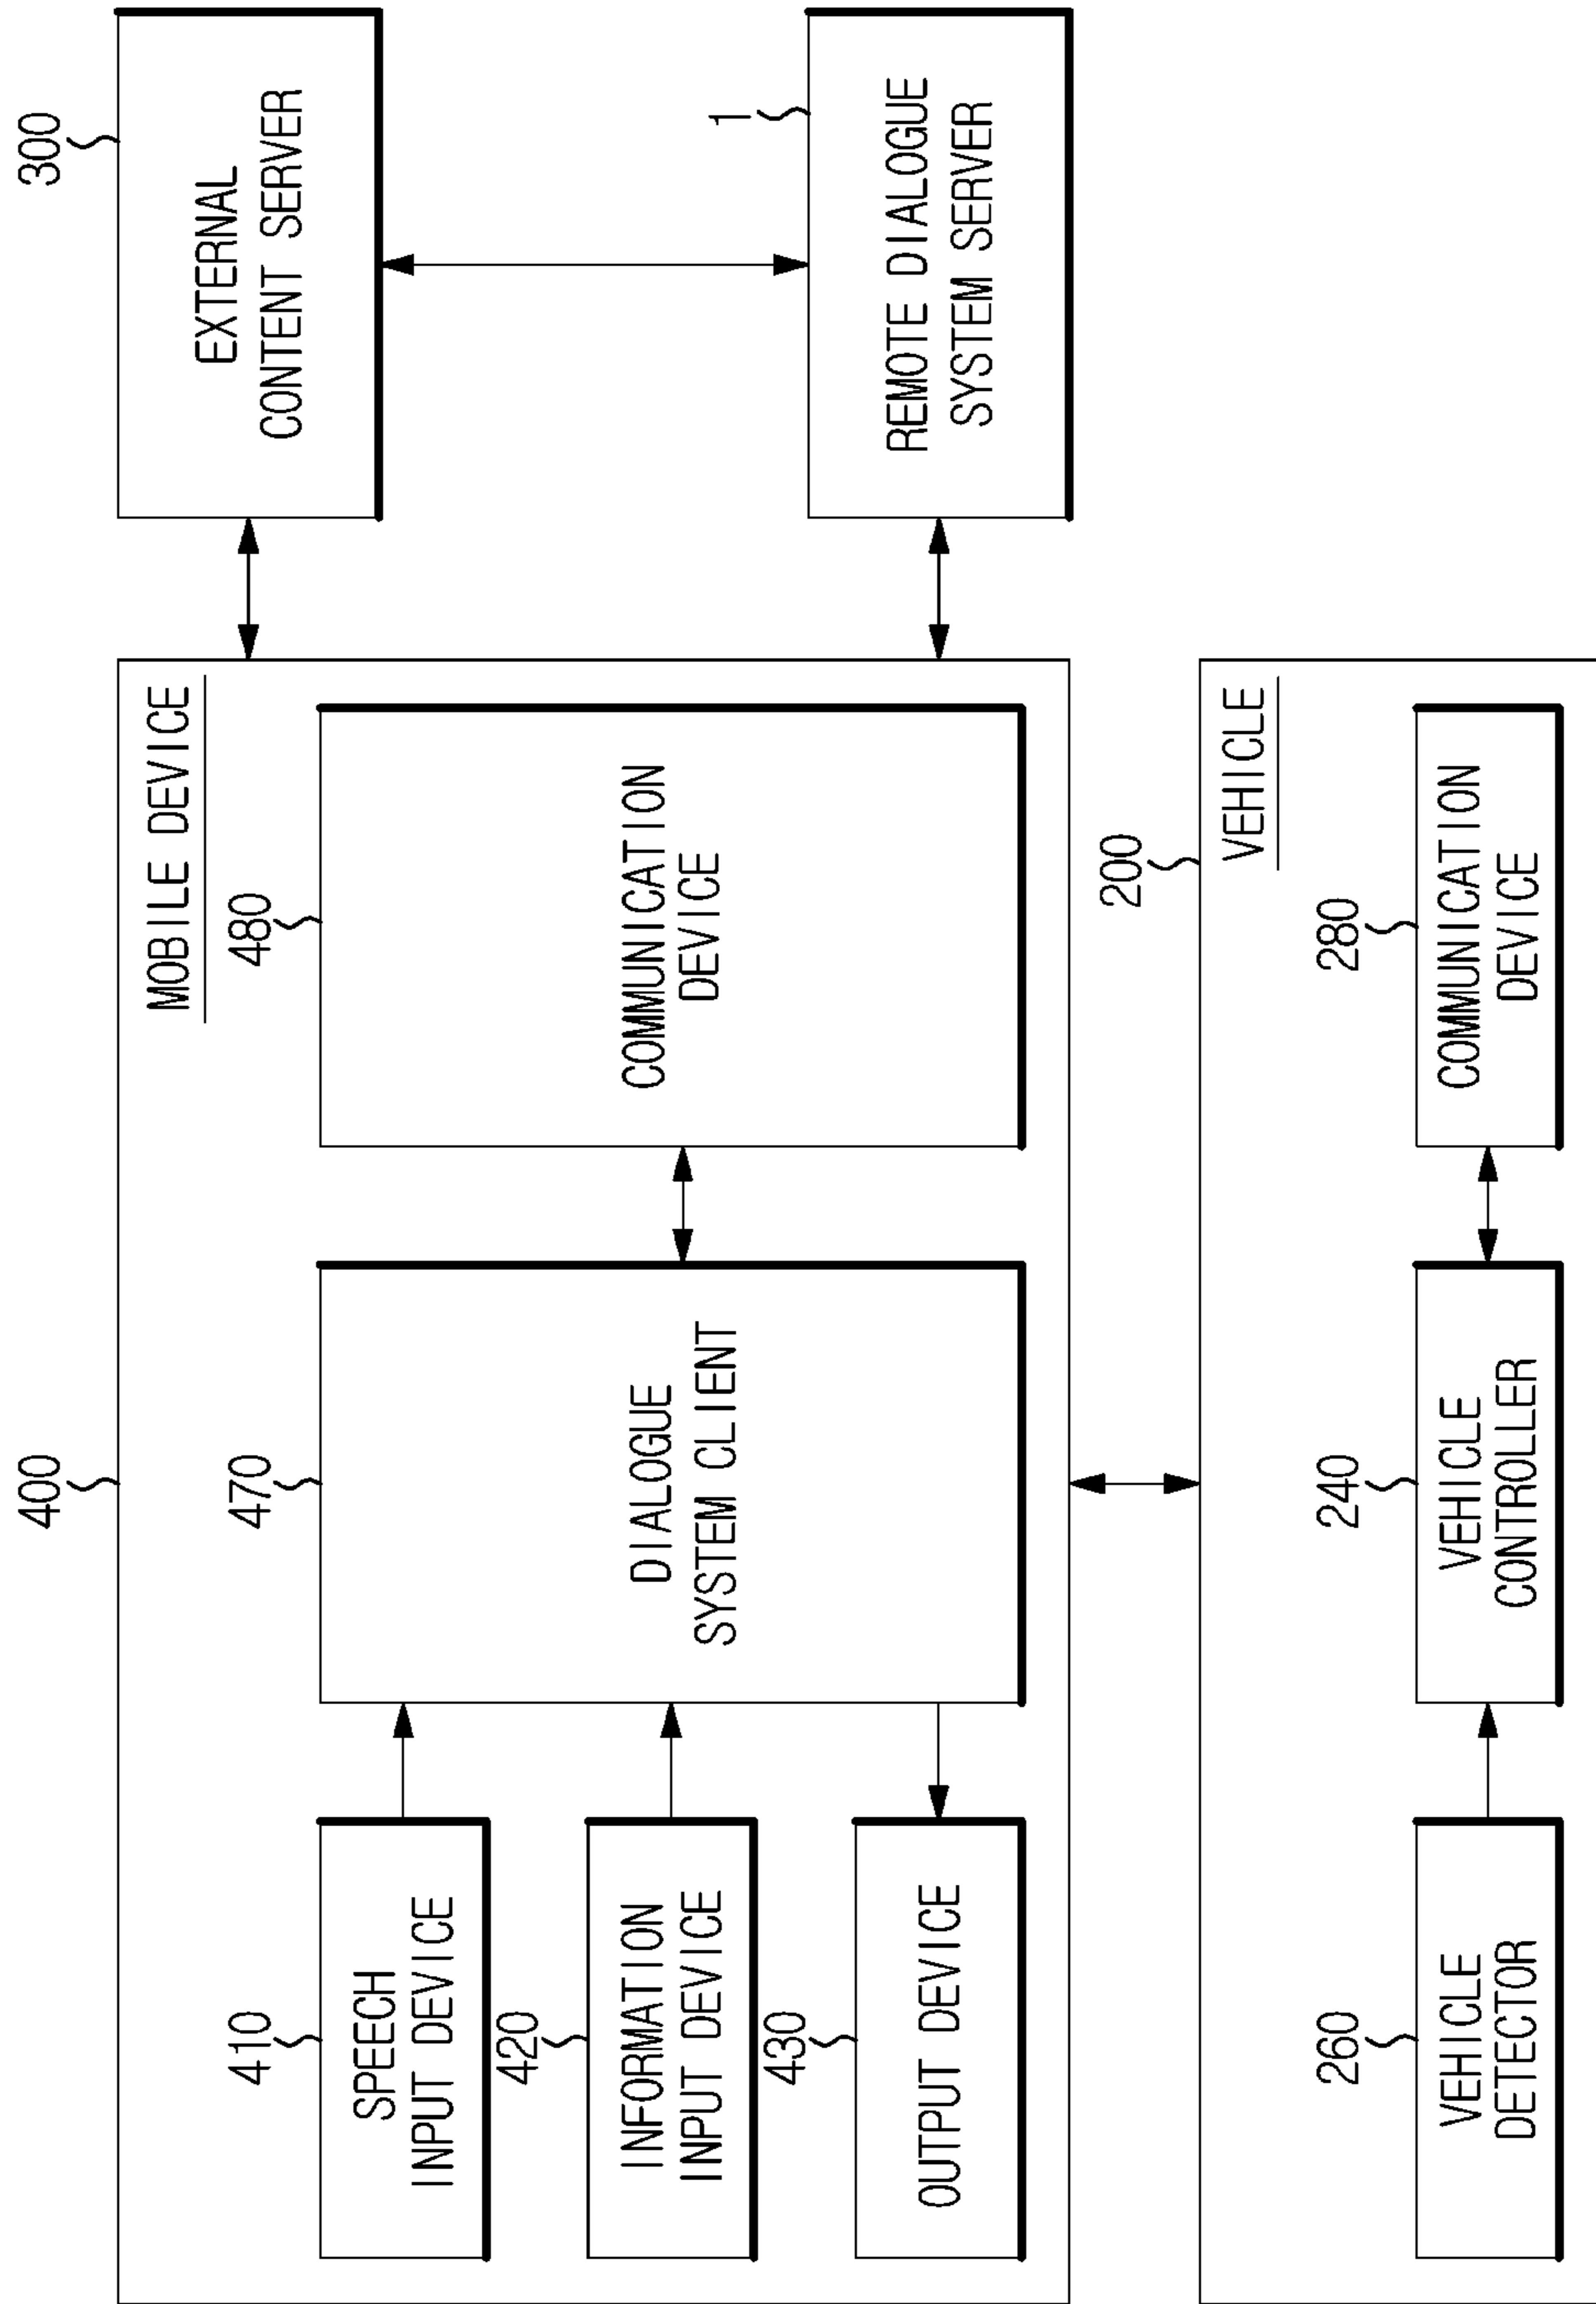 400
MOBILE DEVICE
410
SPEECH
INPUT DEVICE
420
INFORMATION
INPUT DEVICE
430
OUTPUT DEVICE
470
DIALOGUE
SYSTEM CLIENT
480
COMMUNICATION
DEVICE
300
EXTERNAL
CONTENT SERVER
1
REMOTE DIALOGUE
SYSTEM SERVER
200
VEHICLE
260
VEHICLE
DETECTOR
240
VEHICLE
CONTROLLER
280
COMMUNICATION
DEVICE